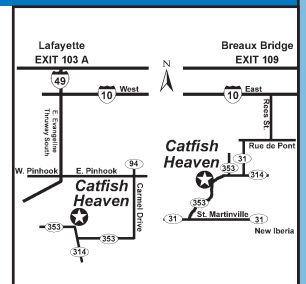 Lafayette
EXIT 103 A
49
10 West
E. Evangeline
Thruway South
W. Pinhook
E. Pinhook
94
Carmel Drive
Catfish
Heaven
353
353
314
N
Breaux Bridge
EXIT 109
10 East
Rees St.
Rue de Pont
Catfish
Heaven
31
353
314
353
31
St. Martinville
31
New Iberia